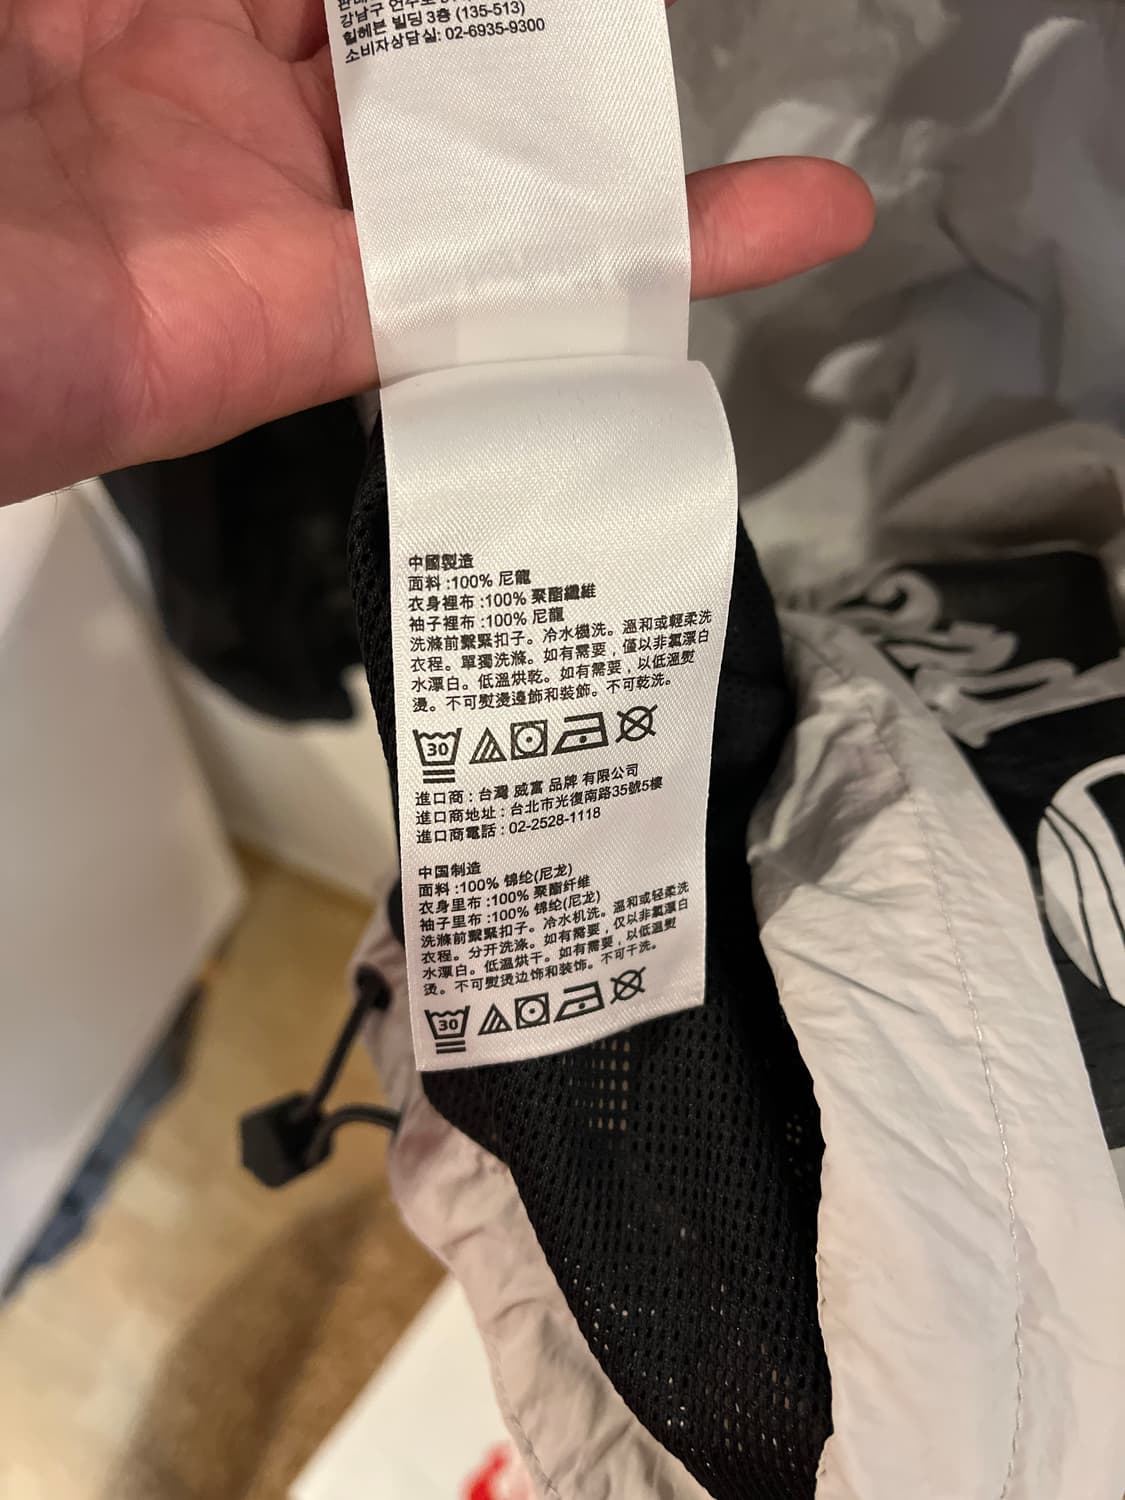 강남구 언주로
힐헤븐 빌딩 3층 (135-513)
소비자상담실: 02-6935-9300
中國製造
面料 :100% 尼龍
衣身裡布 :100% 聚酯纖維
袖子裡布 :100% 尼龍
洗滌前繫緊扣子。冷水機洗。溫和或輕柔洗
衣程。單獨洗滌。如有需要，僅以非氯漂白
水漂白。低溫烘乾。如有需要，以低溫熨
燙。不可熨燙邊飾和裝飾。不可乾洗。
30
進口商 : 台灣 威富 品牌 有限公司
進口商地址 : 台北市光復南路35號5樓
進口商電話 : 02-2528-1118
中国制造
面料 :100% 锦纶(尼龙)
衣身里布 :100% 聚酯纤维
袖子里布 :100% 锦纶(尼龙)
洗滌前繫緊扣子。冷水机洗。温和或轻柔洗
衣程。分开洗涤。如有需要，仅以非氯漂白
水漂白。低温烘干。如有需要，以低温熨
烫。不可熨烫边饰和装饰。不可干洗。
30